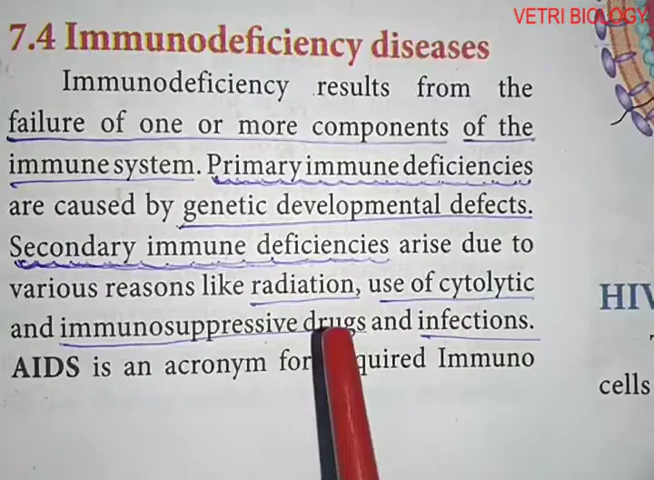 VETRI BIOLOGY
7.4 Immunodeficiency diseases
Immunodeficiency results from the
failure of one or more components of the
immune system. Primary immune deficiencies
are caused by genetic developmental defects.
Secondary immune deficiencies arise due to
various reasons like radiation, use of cytolytic
and immunosuppressive drugs and infections.
AIDS is an acronym for quired Immuno
HIV
cells